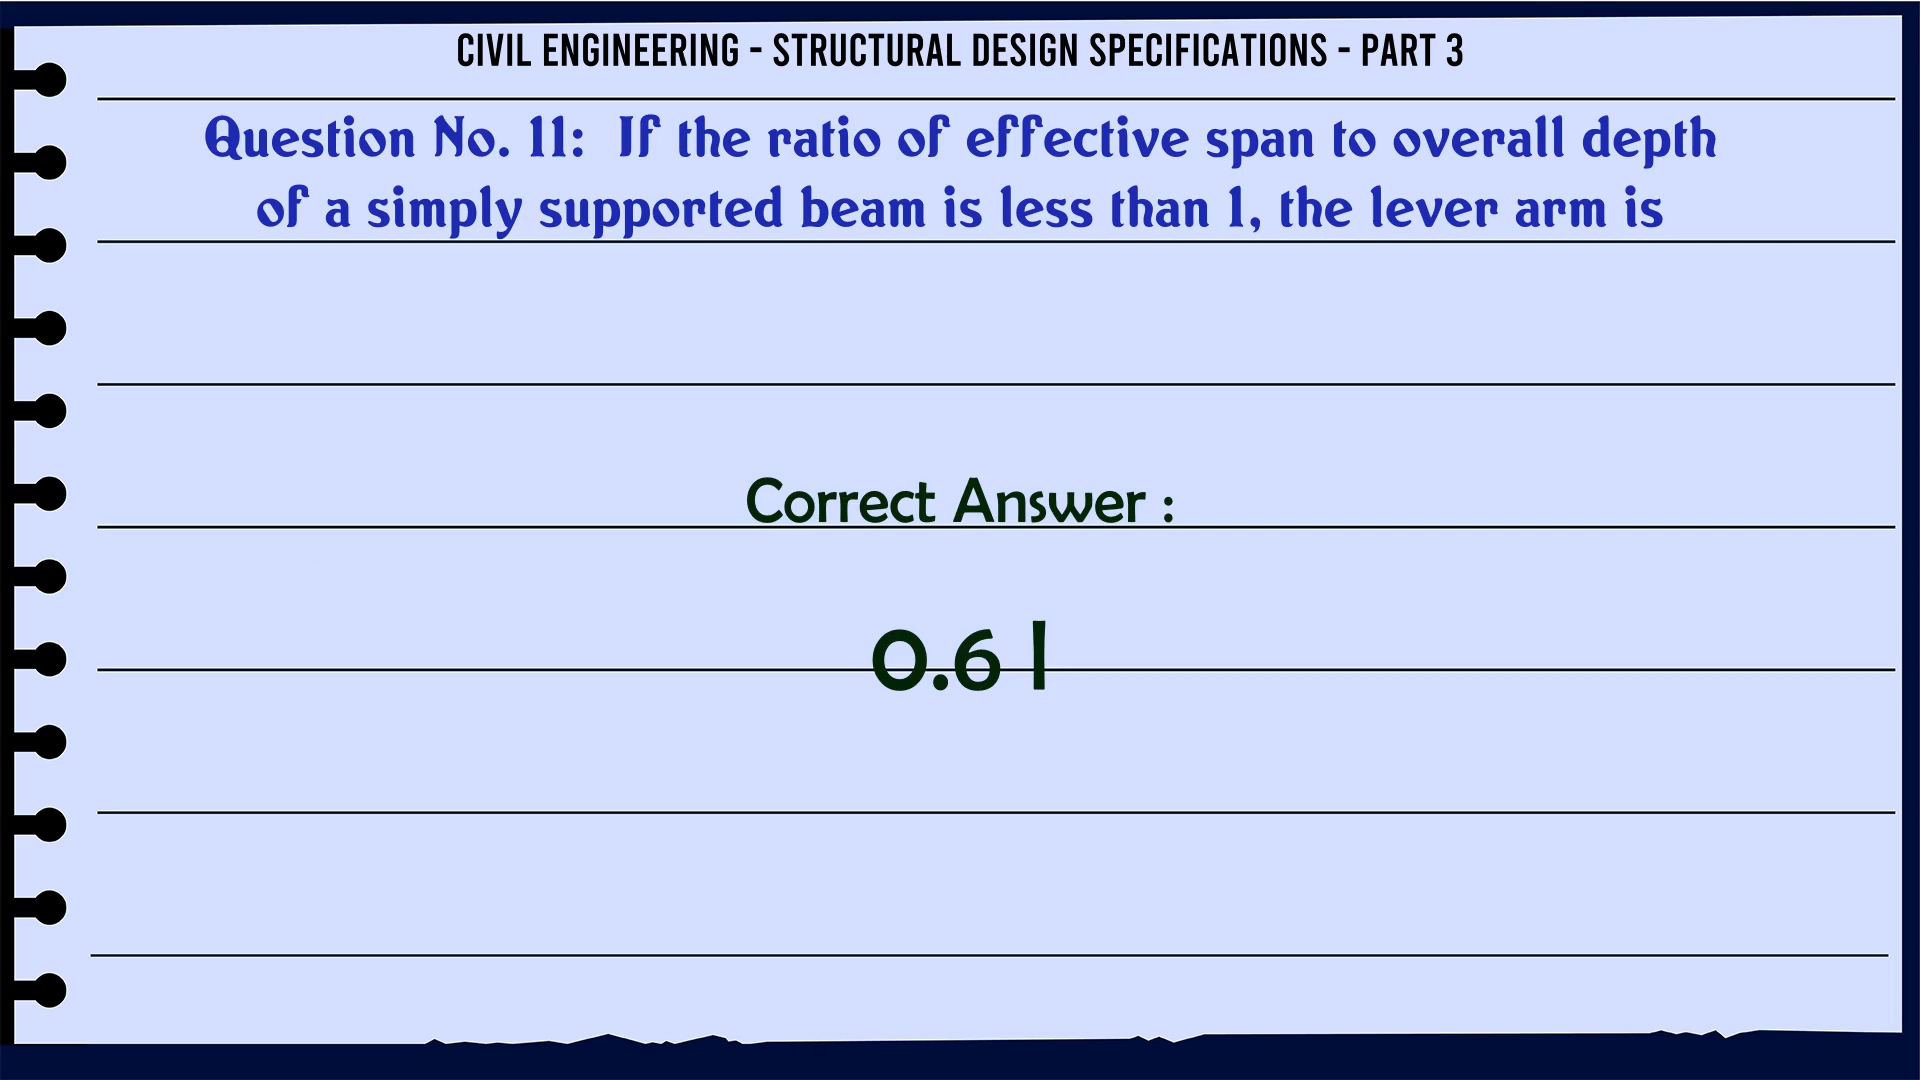 CIVIL ENGINEERING - STRUCTURAL DESIGN SPECIFICATIONS - PART 3
Question No. 11: If the ratio of effective span to overall depth
of a simply supported beam is less than 1, the lever arm is
Correct Answer :
0.6 l